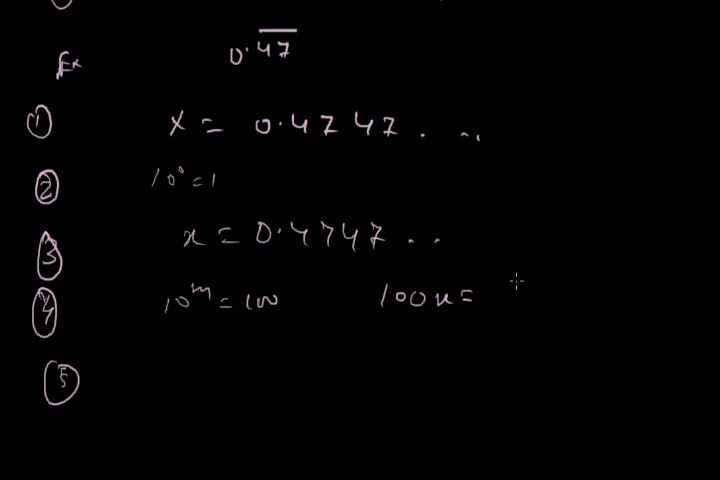 Ex 0.4̅7̅
① x = 0.4747. ...
② 10⁰ = 1
③ x = 0.4747...
④ 10ᵐ = 100 100x =
⑤